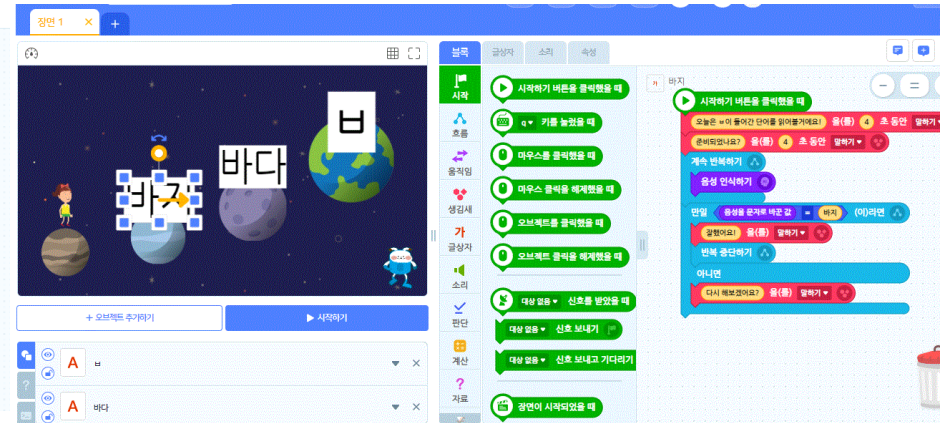 장면 1
블록
글상자
소리
속성
시작
흐름
움직임
생김새
가
글상자
소리
판단
계산
?
자료
ㅂ
바다
바지
+ 오브젝트 추가하기
▶ 시작하기
A ㅂ
A 바다
시작하기 버튼을 클릭했을 때
q 키를 눌렀을 때
마우스를 클릭했을 때
마우스 클릭을 해제했을 때
오브젝트를 클릭했을 때
오브젝트 클릭을 해제했을 때
대상 없음 신호를 받았을 때
대상 없음 신호 보내기
대상 없음 신호 보내고 기다리기
장면이 시작되었을 때
바지
시작하기 버튼을 클릭했을 때
오늘은 ㅂ이 들어간 단어를 읽어볼거에요! 을(를) 4 초 동안 말하기
준비되었나요? 을(를) 4 초 동안 말하기
계속 반복하기
음성 인식하기
만일 음성을 문자로 바꾼 값 = 바지 (이)라면
잘했어요! 을(를) 말하기
반복 중단하기
아니면
다시 해보겠어요? 을(를) 말하기